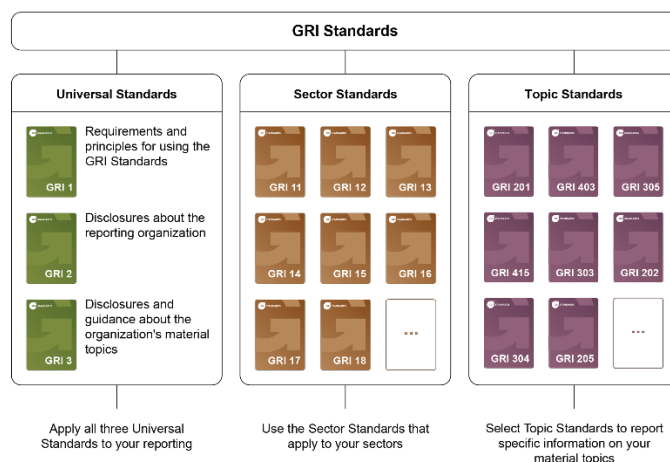 GRI Standards
Universal Standards
GRI 1
Requirements and
principles for using the
GRI Standards
GRI 2
Disclosures about the
reporting organization
GRI 3
Disclosures and
guidance about the
organization's material
topics
Apply all three Universal
Standards to your reporting
Sector Standards
GRI 11
GRI 12
GRI 13
GRI 14
GRI 15
GRI 16
GRI 17
GRI 18
...
Use the Sector Standards that
apply to your sectors
Topic Standards
GRI 201
GRI 403
GRI 305
GRI 415
GRI 303
GRI 202
GRI 304
GRI 205
...
Select Topic Standards to report
specific information on your
material topics